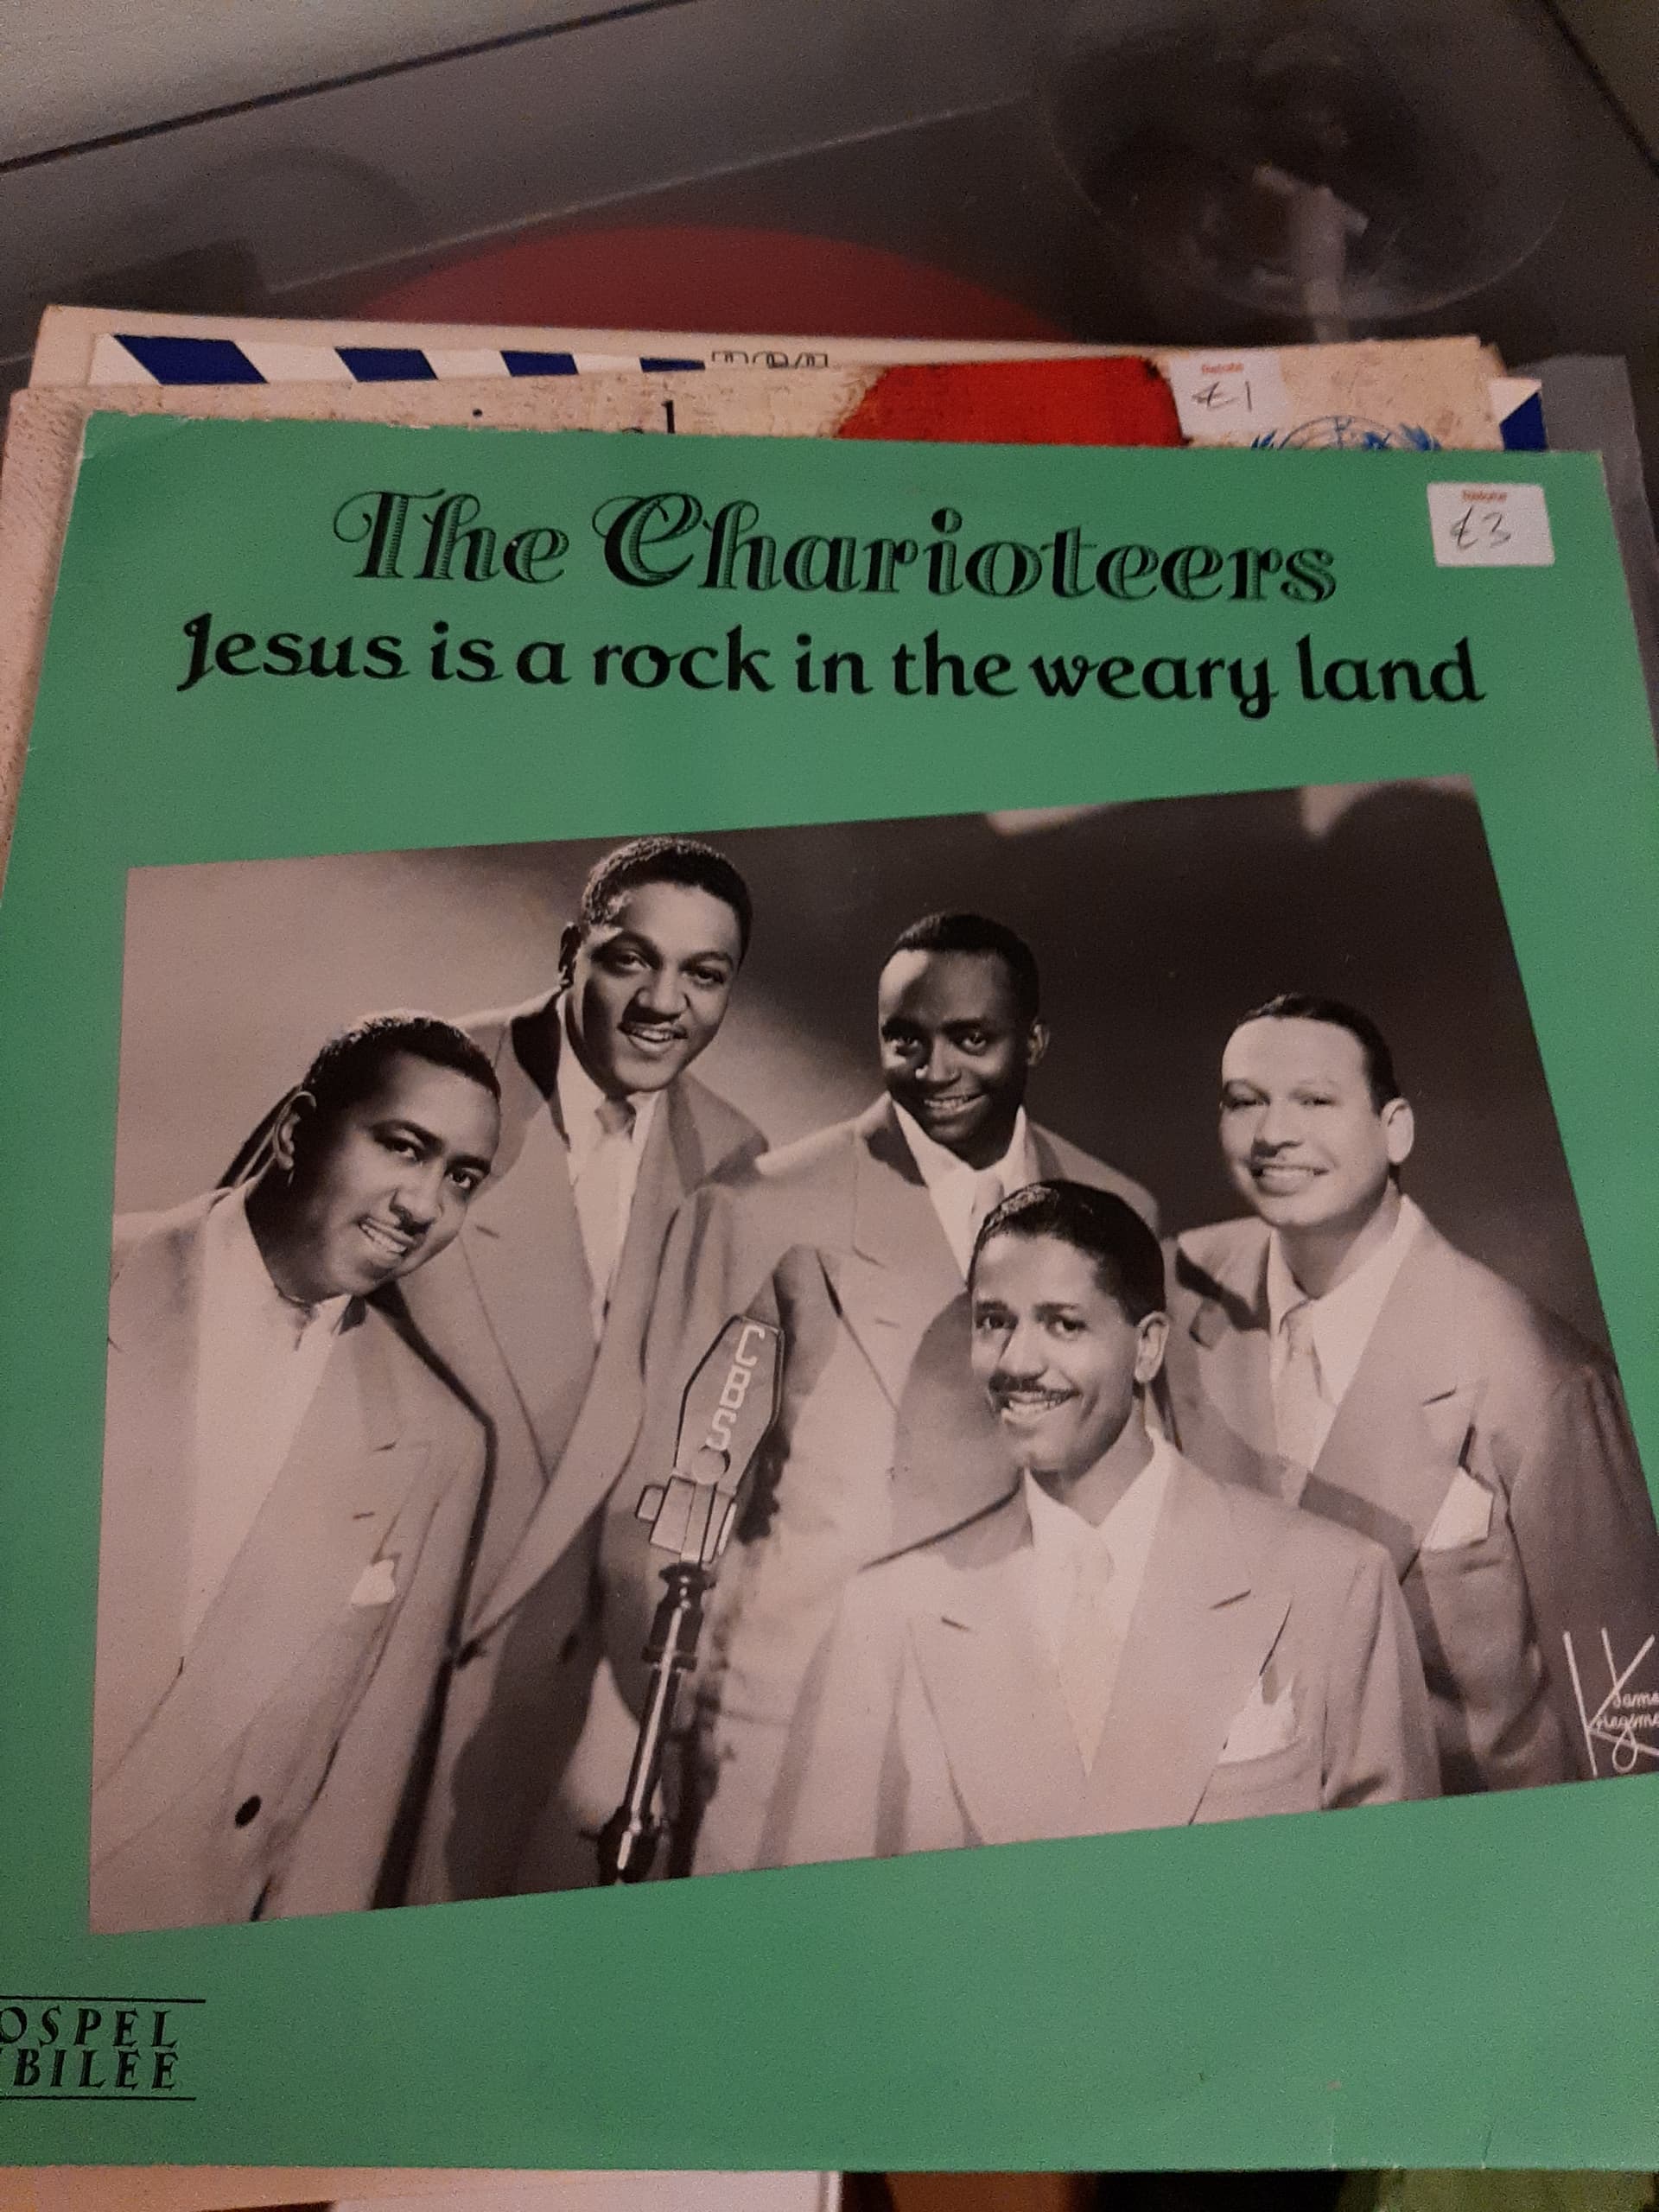 £1
The Charioteers
£3
Jesus is a rock in the weary land
CBS
OSPEL
BILEE